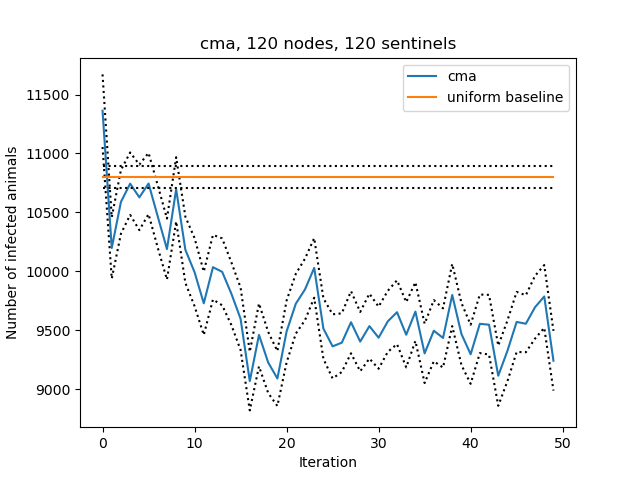 cma, 120 nodes, 120 sentinels
cma
uniform baseline
11500
11000
10500
10000
9500
9000
Number of infected animals
0
10
20
30
40
50
Iteration